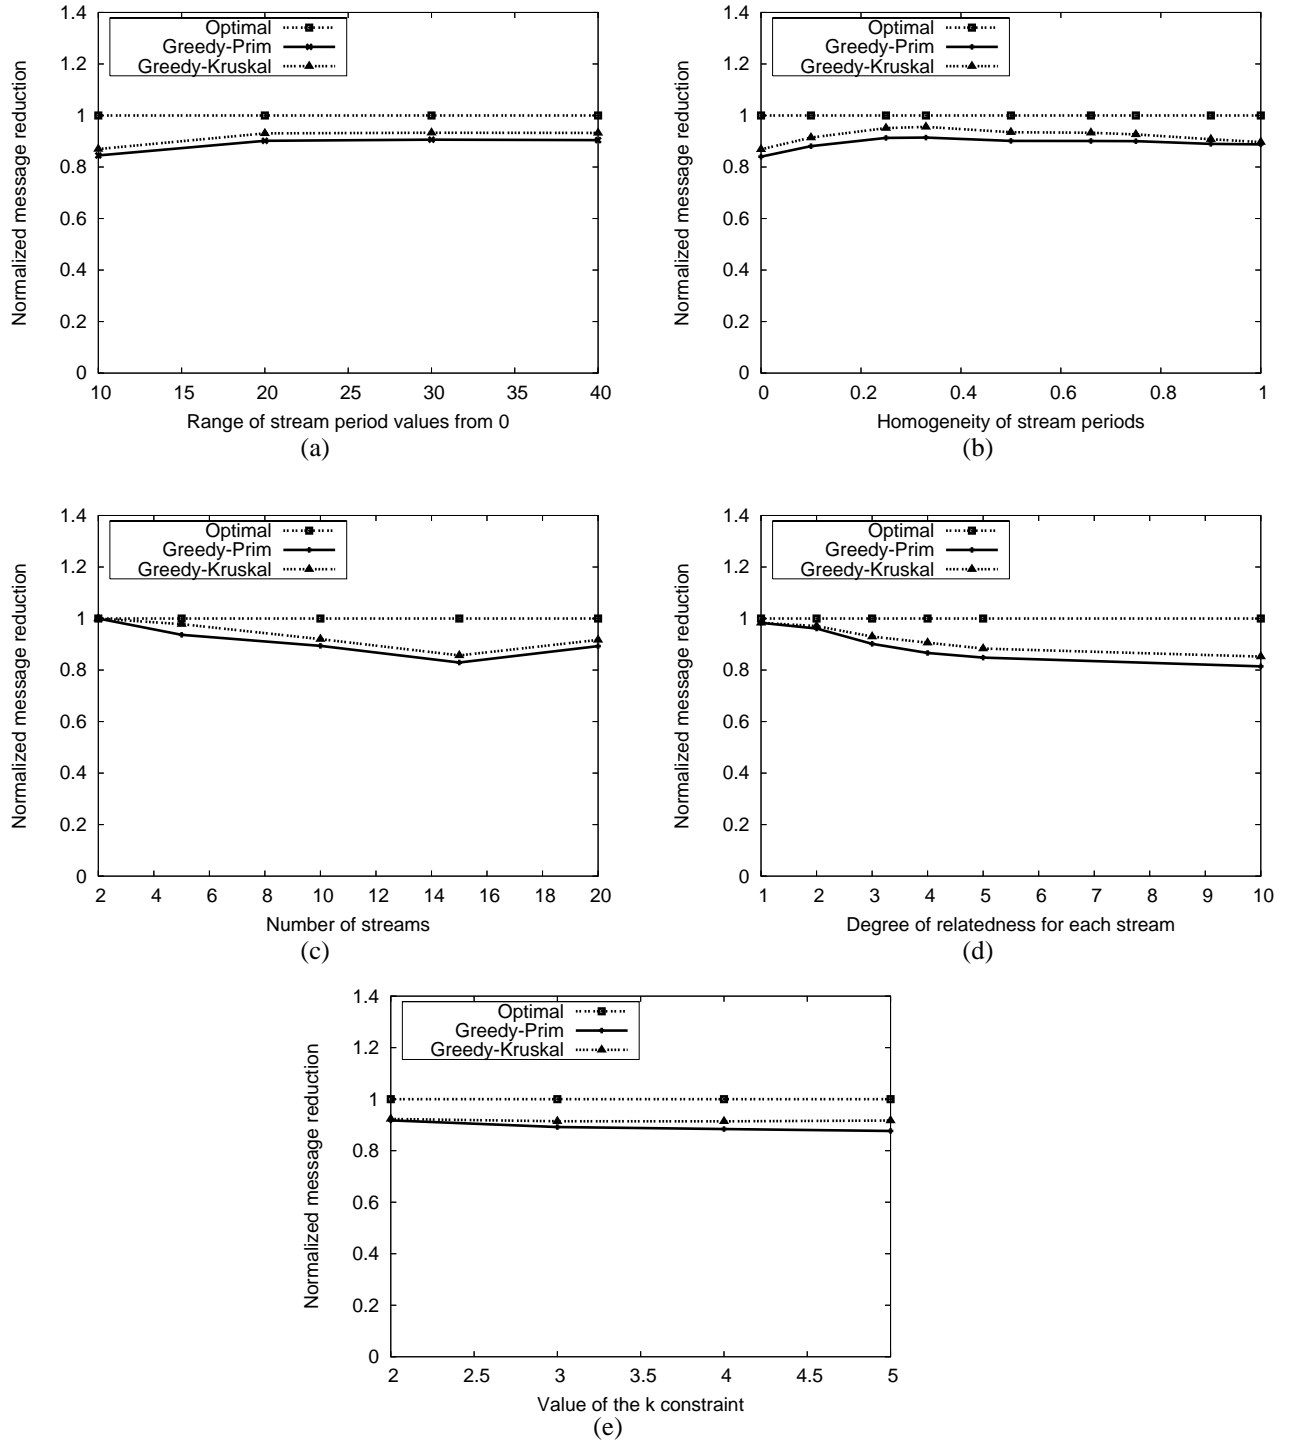 1.4
1.2
1
0.8
0.6
0.4
0.2
0
10 15 20 25 30 35 40
Normalized message reduction
Range of stream period values from 0
Optimal
Greedy-Prim
Greedy-Kruskal
(a)
1.4
1.2
1
0.8
0.6
0.4
0.2
0
0 0.2 0.4 0.6 0.8 1
Normalized message reduction
Homogeneity of stream periods
Optimal
Greedy-Prim
Greedy-Kruskal
(b)
1.4
1.2
1
0.8
0.6
0.4
0.2
0
2 4 6 8 10 12 14 16 18 20
Normalized message reduction
Number of streams
Optimal
Greedy-Prim
Greedy-Kruskal
(c)
1.4
1.2
1
0.8
0.6
0.4
0.2
0
1 2 3 4 5 6 7 8 9 10
Normalized message reduction
Degree of relatedness for each stream
Optimal
Greedy-Prim
Greedy-Kruskal
(d)
1.4
1.2
1
0.8
0.6
0.4
0.2
0
2 2.5 3 3.5 4 4.5 5
Normalized message reduction
Value of the k constraint
Optimal
Greedy-Prim
Greedy-Kruskal
(e)